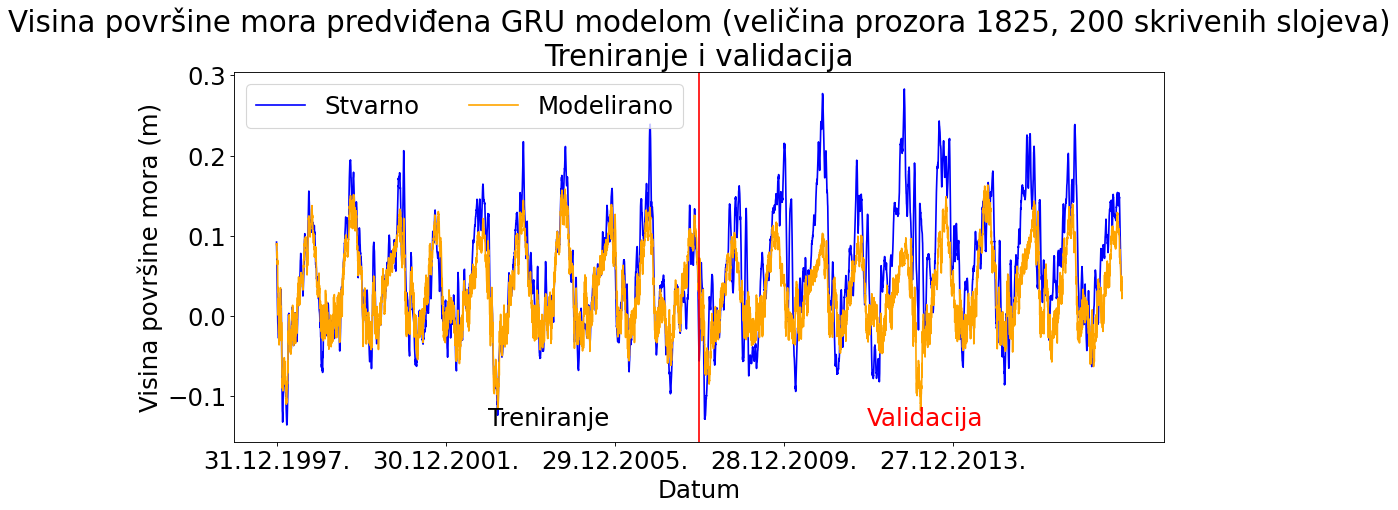 Visina površine mora predviđena GRU modelom (veličina prozora 1825, 200 skrivenih slojeva)
Treniranje i validacija
Stvarno
Modelirano
Visina površine mora (m)
0.3
0.2
0.1
0.0
−0.1
Treniranje
Validacija
31.12.1997.
30.12.2001.
29.12.2005.
28.12.2009.
27.12.2013.
Datum